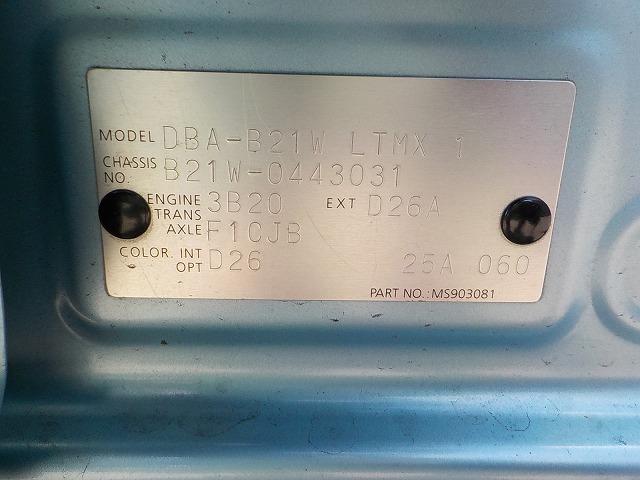 MODEL DBA-B21W LTMX 1
CHASSIS NO. B21W-0443031
ENGINE 3B20 EXT D26A
TRANS AXLE F1CJB
COLOR. INT OPT D26 25A 060
PART NO.:MS903081